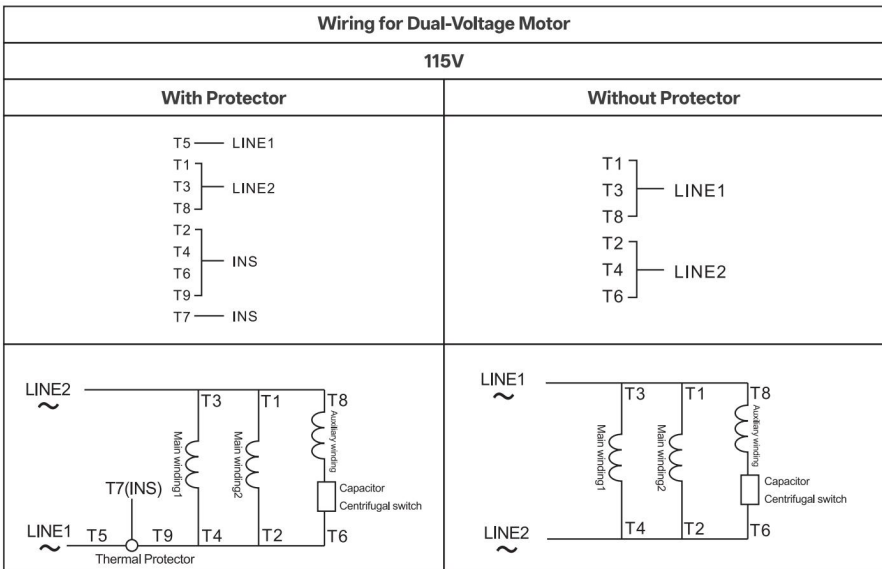 Wiring for Dual-Voltage Motor
115V
With Protector
Without Protector
T5 LINE1
T1
T3 LINE2
T8
T2
T4
INS
T6
T9
T7 INS
T1
T3 LINE1
T8
T2
T4 LINE2
T6
LINE2
~
T3
T1
T8
Main winding1
Main winding2
Auxiliary winding
T7(INS)
Capacitor
Centrifugal switch
LINE1
~
T5
T9
T4
T2
T6
Thermal Protector
LINE1
~
T3
T1
T8
Main winding1
Main winding2
Auxiliary winding
Capacitor
Centrifugal switch
LINE2
~
T4
T2
T6